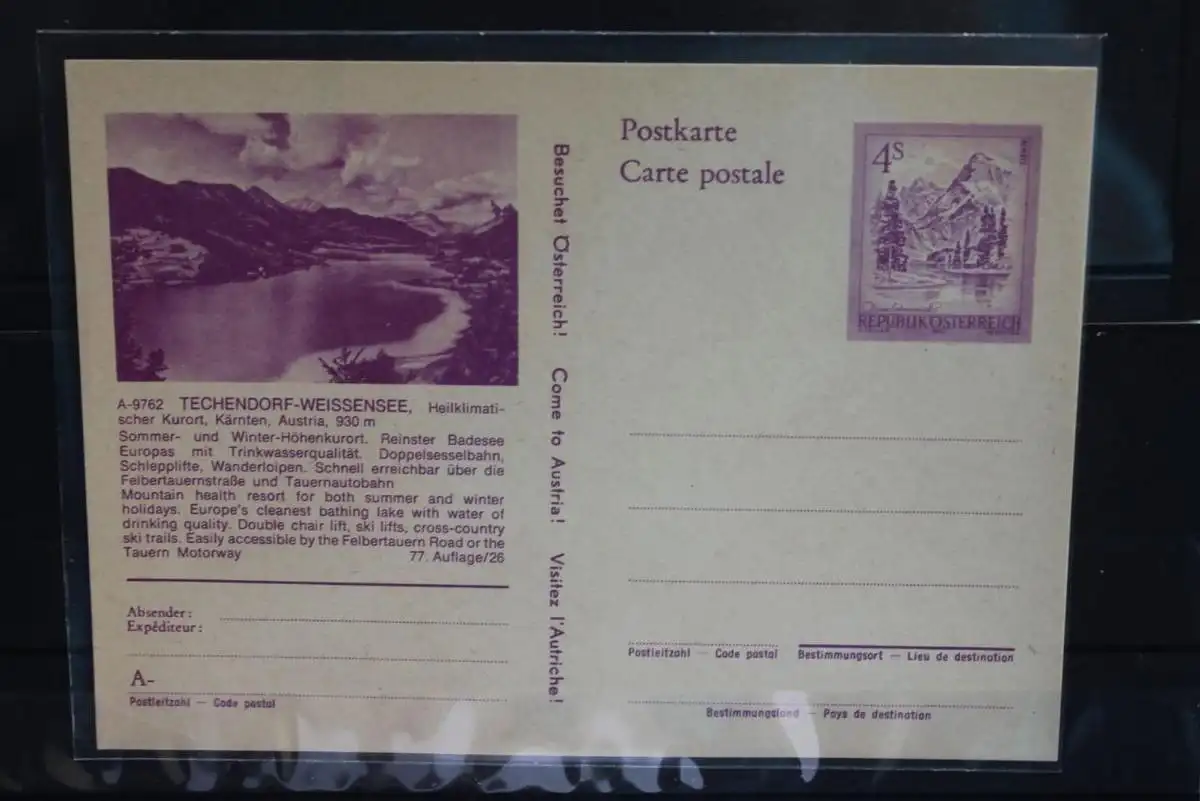 A-9762 TECHENDORF-WEISSENSEE, Heilklimati-
scher Kurort, Kärnten, Austria, 930 m
Sommer- und Winter-Höhenkurort. Reinster Badesee
Europas mit Trinkwasserqualität. Doppelsesselbahn,
Schlepplifte, Wanderloipen. Schnell erreichbar über die
Felbertauernstraße und Tauernautobahn
Mountain health resort for both summer and winter
holidays. Europe's cleanest bathing lake with water of
drinking quality. Double chair lift, ski lifts, cross-country
ski trails. Easily accessible by the Felbertauern Road or the
Tauern Motorway 77. Auflage/26
Absender:
Expéditeur:
A-
Postleitzahl — Code postal
Besuchet Österreich! Come to Austria! Visitez l'Autriche!
Postkarte
Carte postale
4S
REPUBLIK ÖSTERREICH
Postleitzahl — Code postal Bestimmungsort — Lieu de destination
Bestimmungsland — Pays de destination